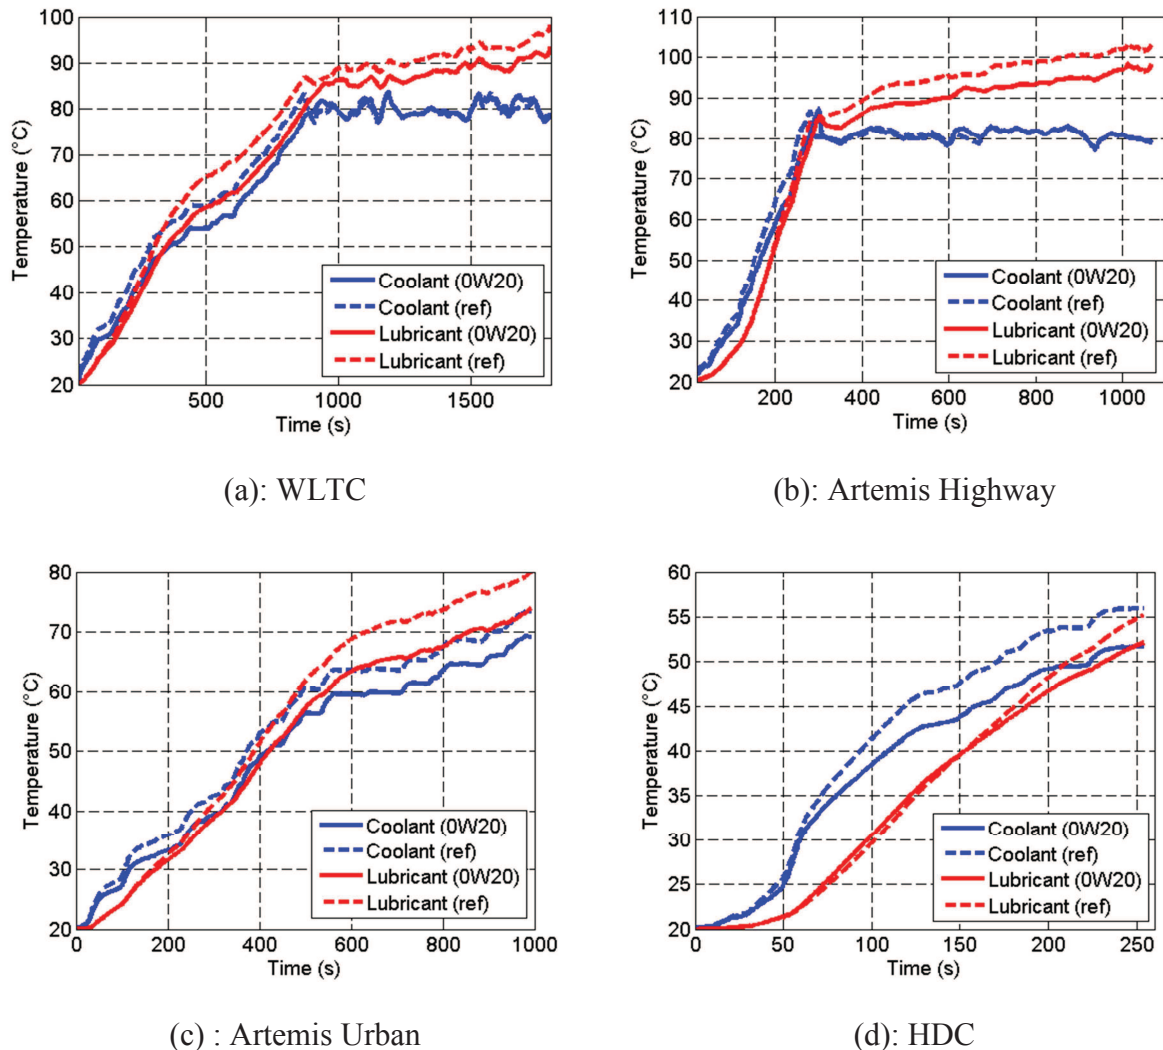 100
90
80
70
60
50
40
30
20
500
1000
1500
Temperature (°C)
Time (s)
Coolant (0W20)
Coolant (ref)
Lubricant (0W20)
Lubricant (ref)
(a): WLTC
110
100
90
80
70
60
50
40
30
20
200
400
600
800
1000
Temperature (°C)
Time (s)
Coolant (0W20)
Coolant (ref)
Lubricant (0W20)
Lubricant (ref)
(b): Artemis Highway
80
70
60
50
40
30
20
0
200
400
600
800
1000
Temperature (°C)
Time (s)
Coolant (0W20)
Coolant (ref)
Lubricant (0W20)
Lubricant (ref)
(c) : Artemis Urban
60
55
50
45
40
35
30
25
20
0
50
100
150
200
250
Temperature (°C)
Time (s)
Coolant (0W20)
Coolant (ref)
Lubricant (0W20)
Lubricant (ref)
(d): HDC